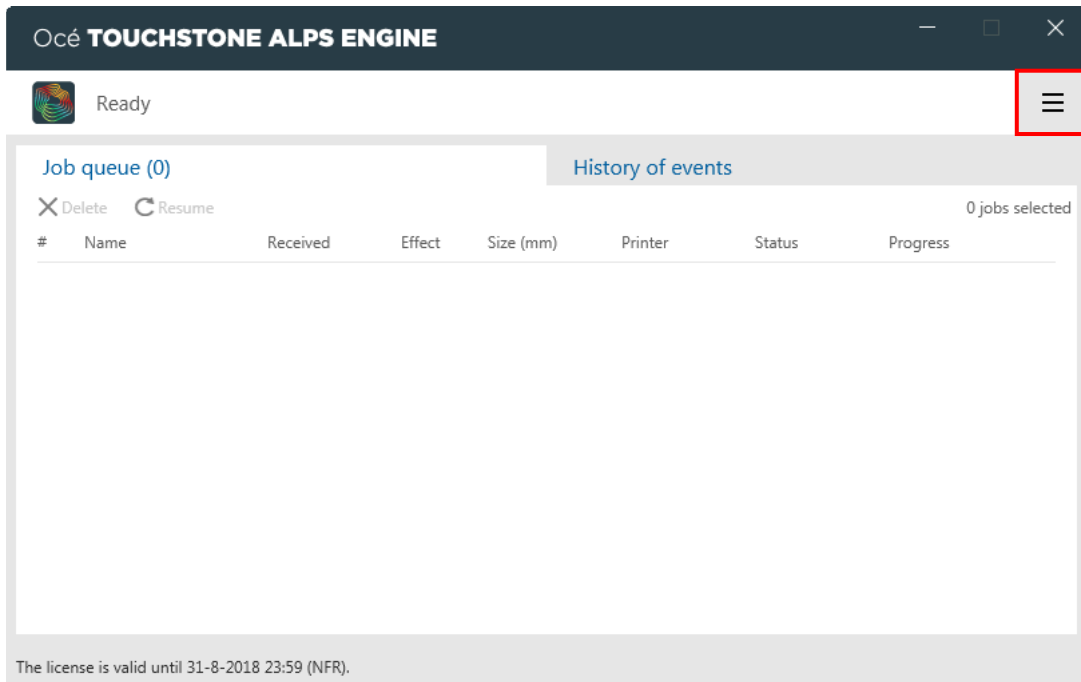 Océ TOUCHSTONE ALPS ENGINE
Ready
Job queue (0) History of events
Delete Resume 0 jobs selected
# Name Received Effect Size (mm) Printer Status Progress
The license is valid until 31-8-2018 23:59 (NFR).